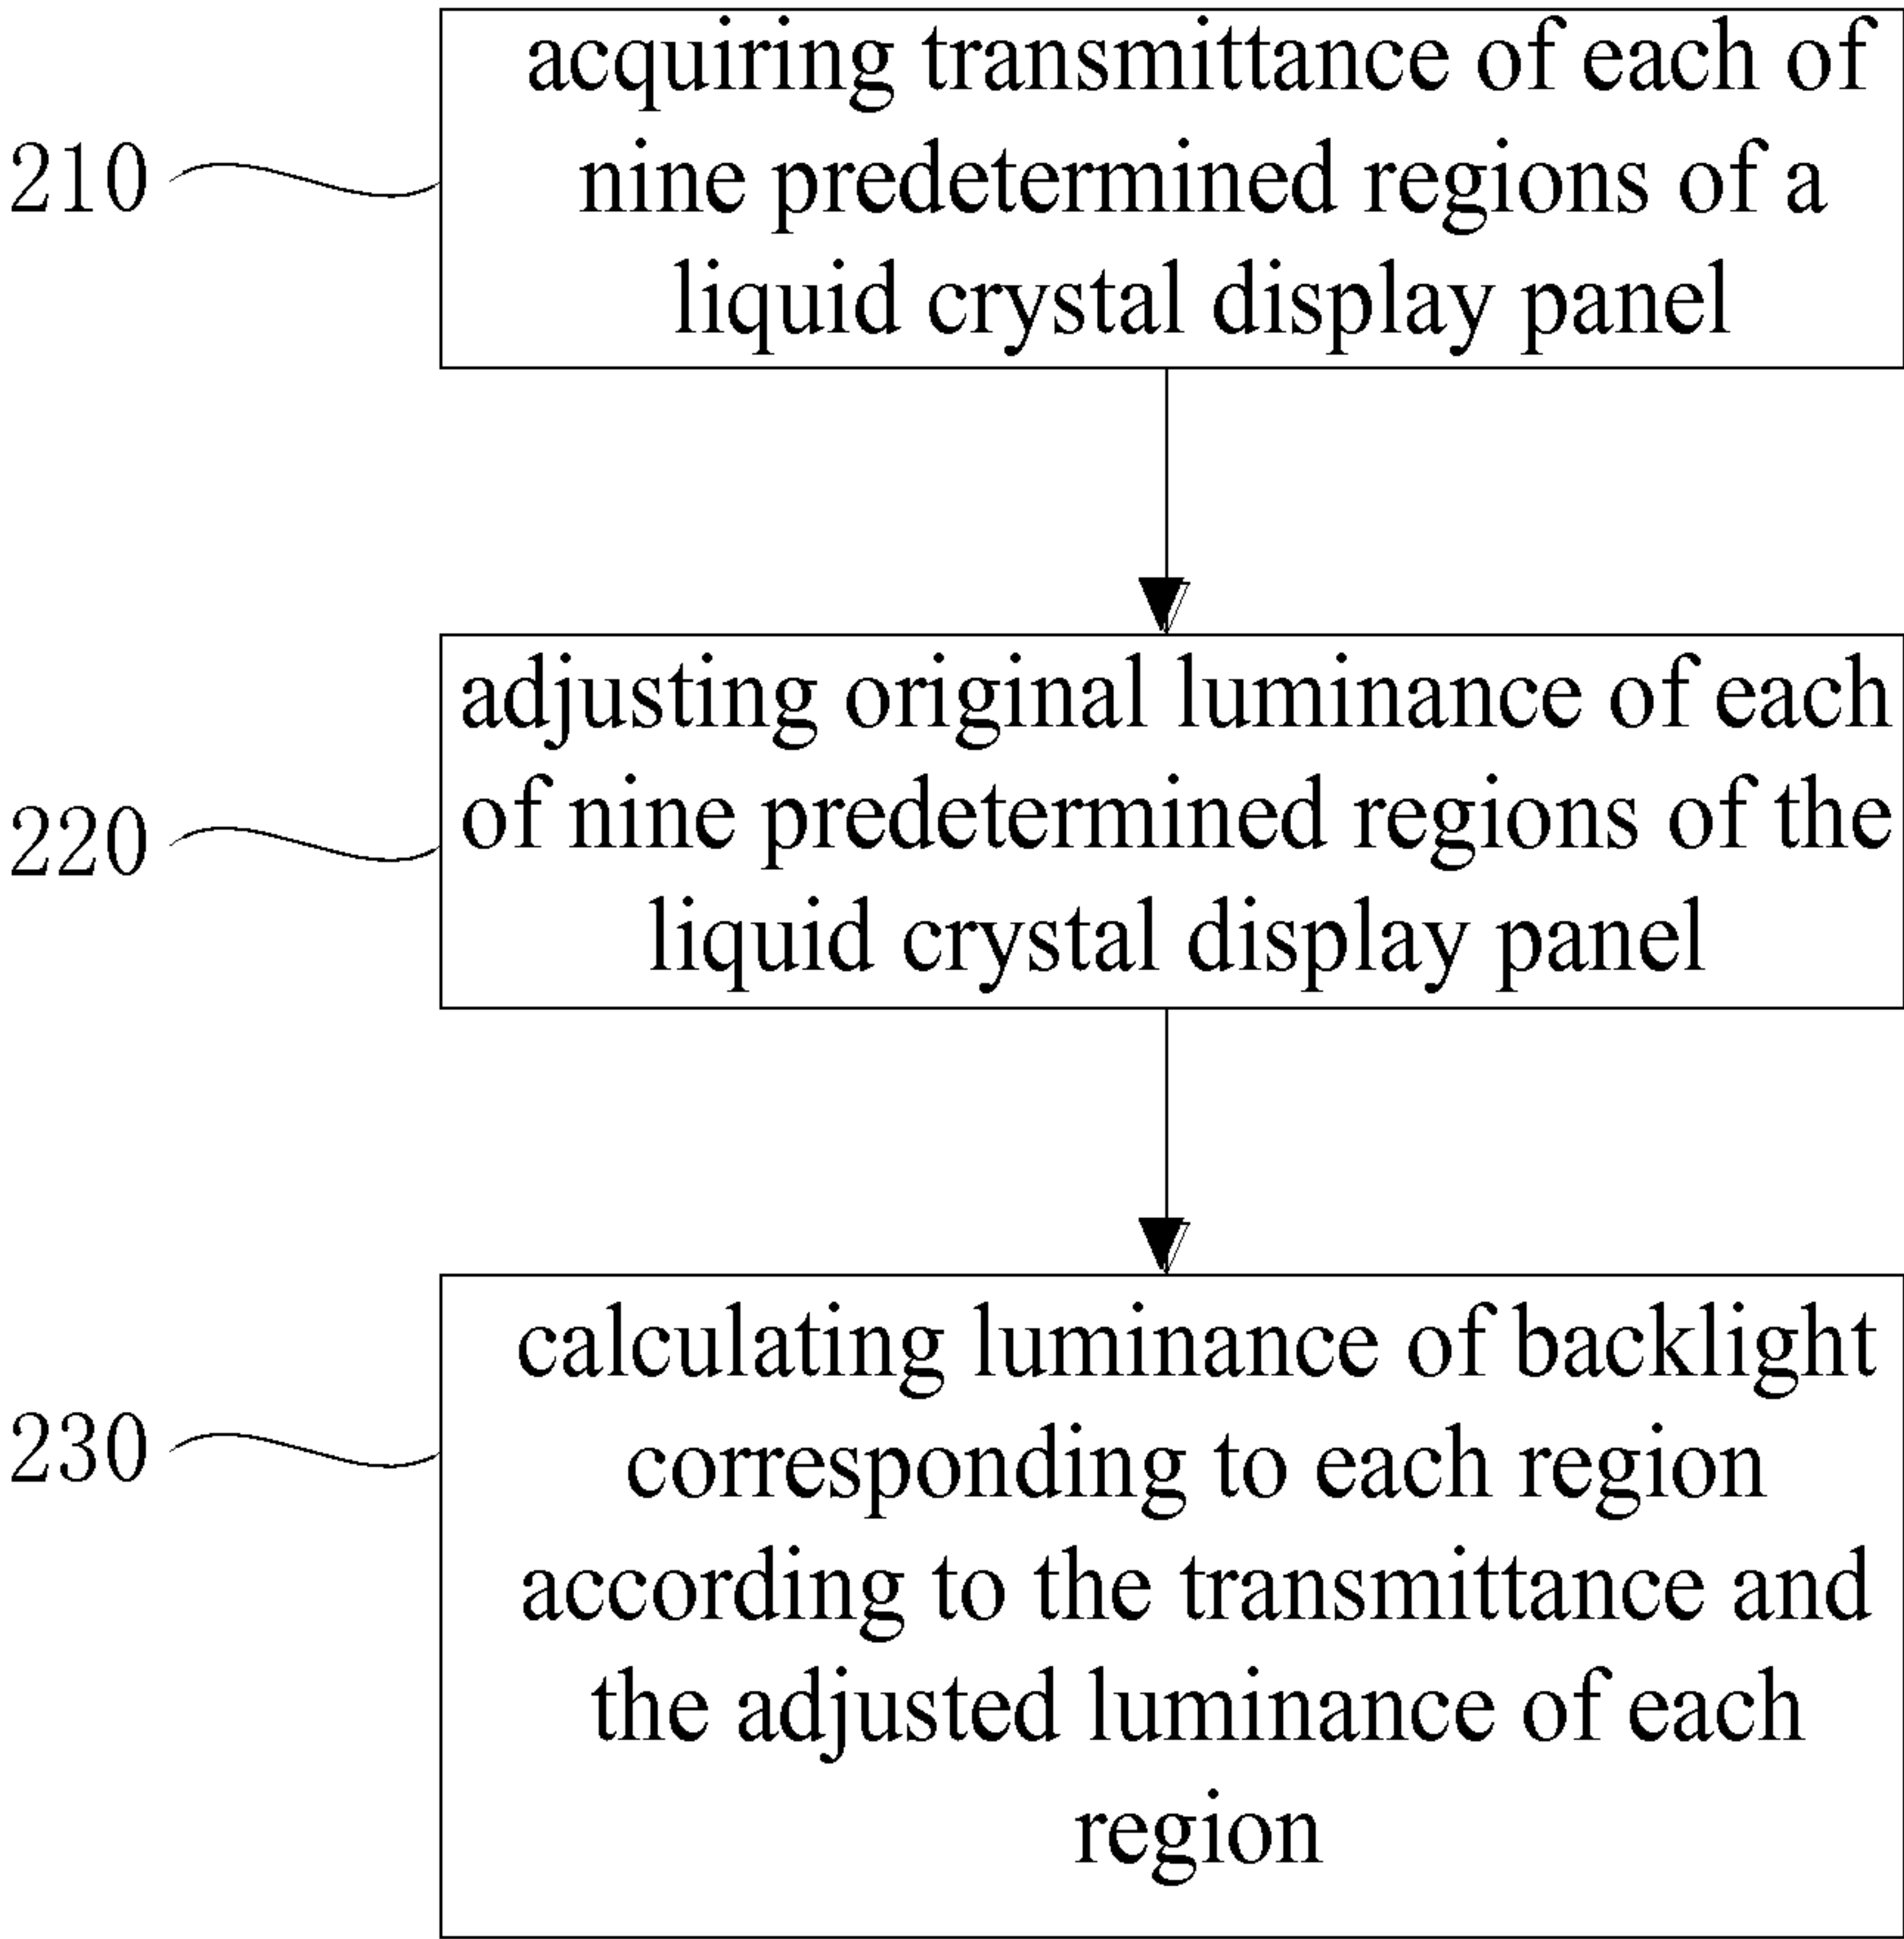 acquiring transmittance of each of
nine predetermined regions of a
liquid crystal display panel
210
adjusting original luminance of each
of nine predetermined regions of the
liquid crystal display panel
220
calculating luminance of backlight
corresponding to each region
according to the transmittance and
the adjusted luminance of each
region
230